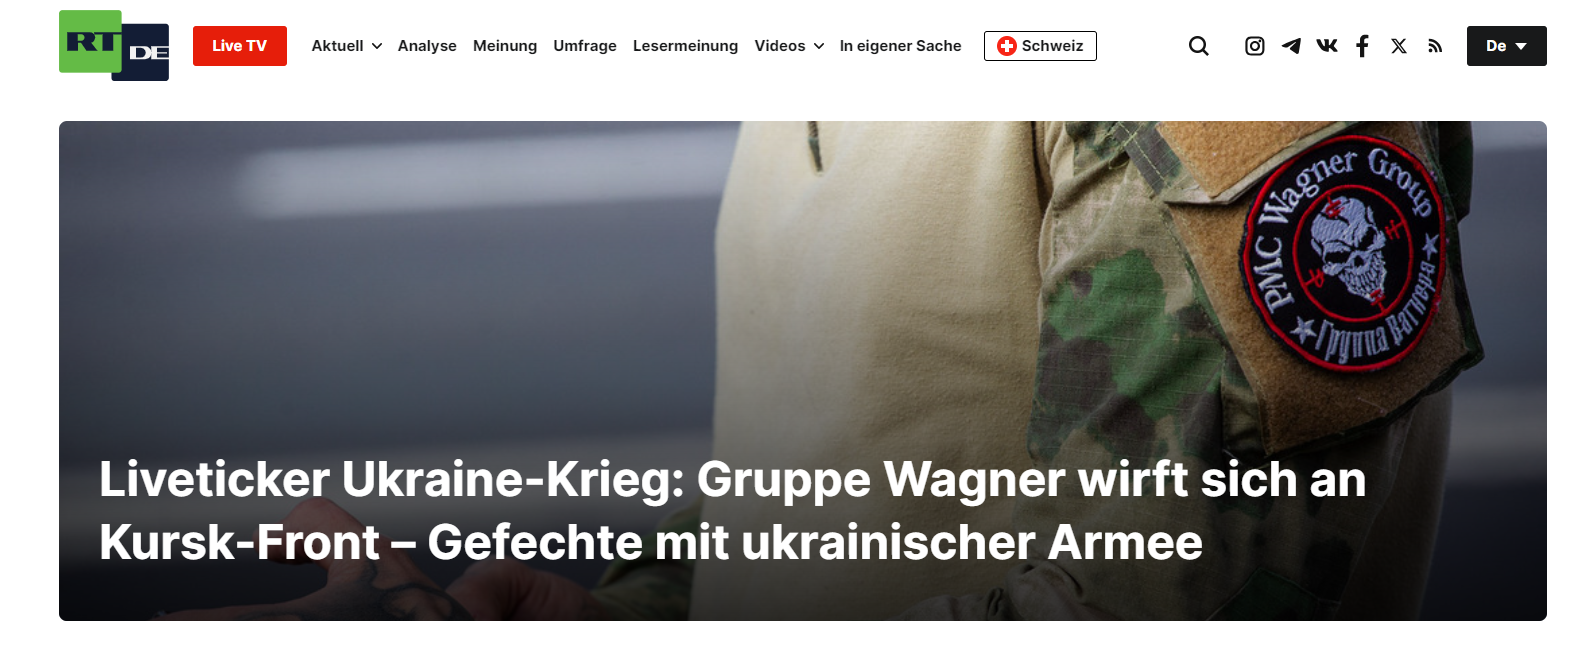 RT DE
Live TV
Aktuell Analyse Meinung Umfrage Lesermeinung Videos In eigener Sache
Schweiz
De
PMC Wagner Group
Группа Вагнера
Liveticker Ukraine-Krieg: Gruppe Wagner wirft sich an
Kursk-Front – Gefechte mit ukrainischer Armee